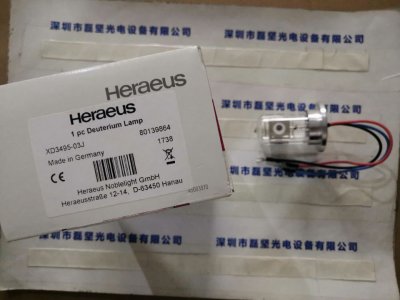 深圳市磊坚光电设备有限公司
深圳市磊坚光电设备有限公司
Heraeus
Heraeus
1 pc Deuterium Lamp
80139864
XD3495-03J
1738
Made in Germany
CE
Heraeus Noblelight GmbH
Heraeusstraße 12-14, D-63450 Hanau
深圳市磊坚光电设备有限公司
深圳市磊坚光电设备有限公司
深圳市磊坚光电设备有限公司